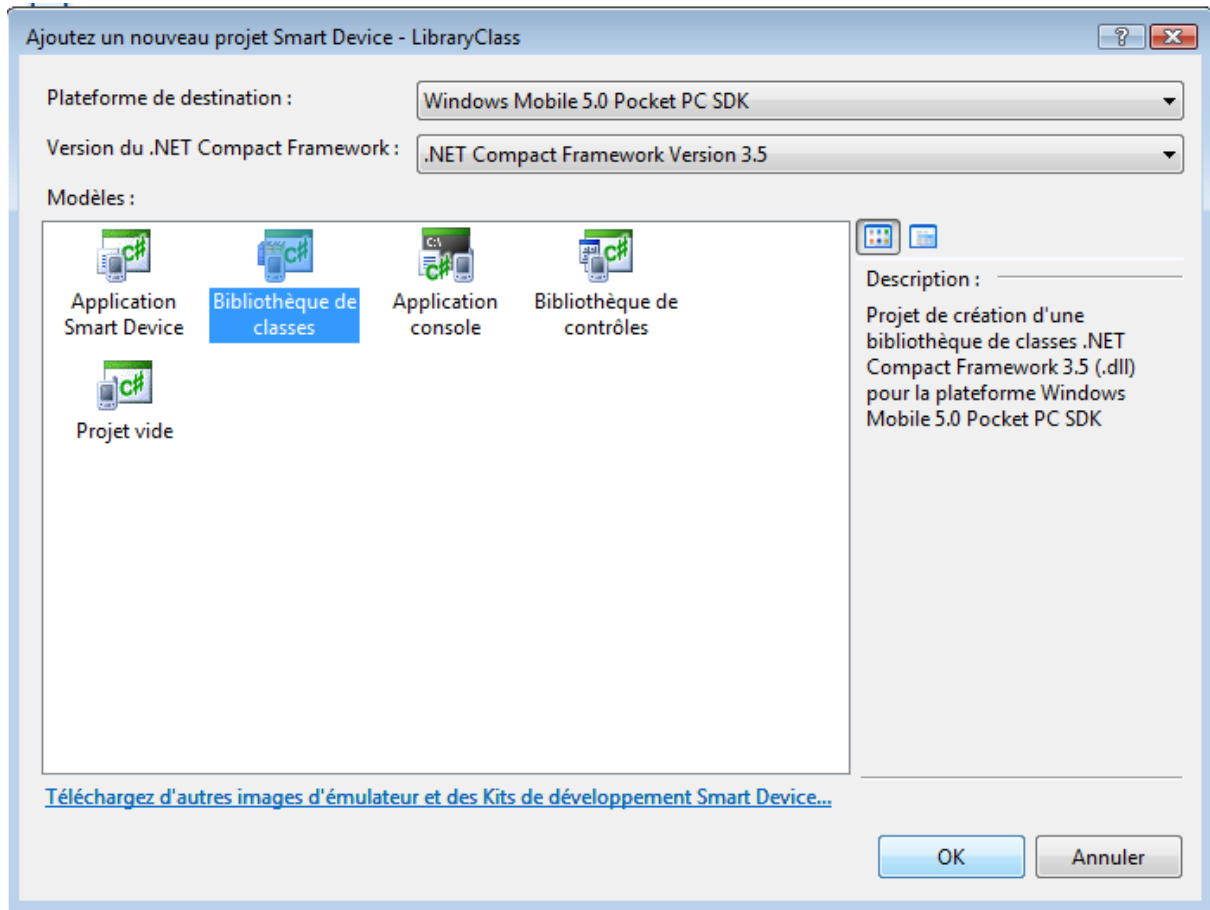 Ajoutez un nouveau projet Smart Device - LibraryClass
Plateforme de destination :
Windows Mobile 5.0 Pocket PC SDK
Version du .NET Compact Framework :
.NET Compact Framework Version 3.5
Modèles :
Application
Smart Device
Bibliothèque de
classes
C:\
Application
console
Bibliothèque de
contrôles
Projet vide
Description :
Projet de création d'une
bibliothèque de classes .NET
Compact Framework 3.5 (.dll)
pour la plateforme Windows
Mobile 5.0 Pocket PC SDK
Téléchargez d'autres images d'émulateur et des Kits de développement Smart Device...
OK
Annuler